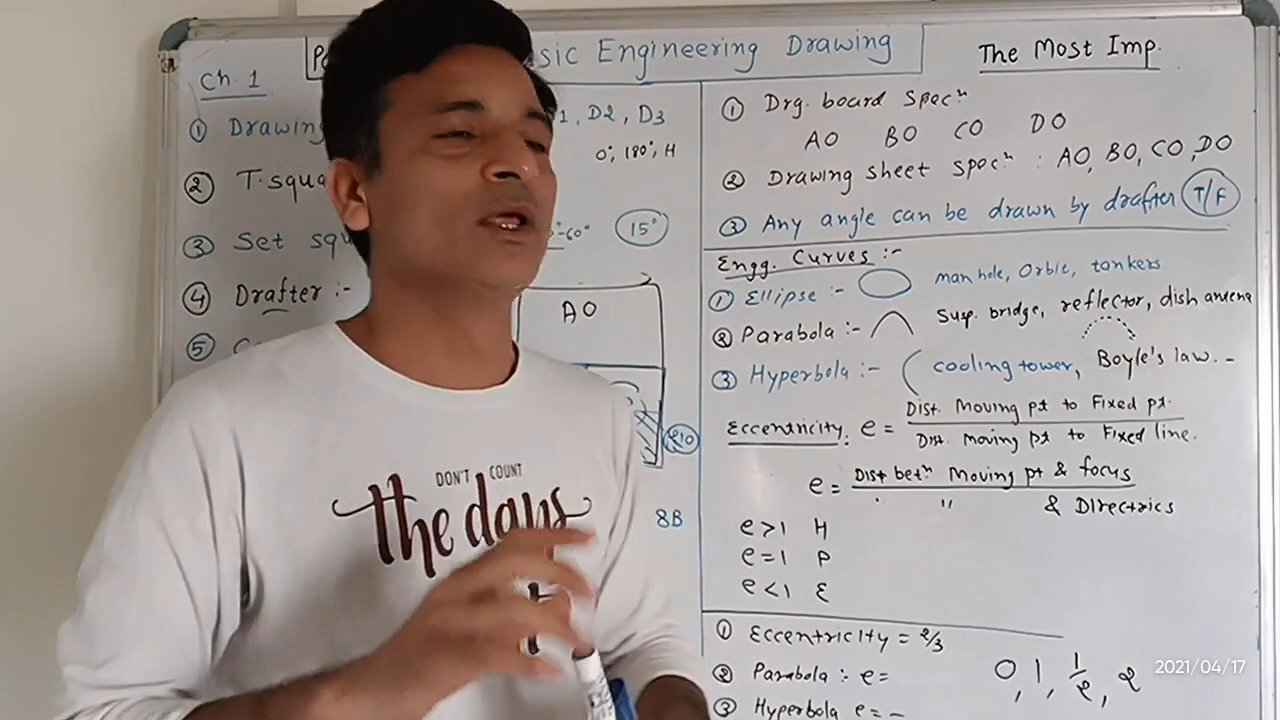 sic Engineering Drawing
The Most Imp.
Ch. 1
① Drawing
1, D2, D3
0°, 180°, H
② T. squa
③ Set squ
-60° 15°
④ Drafter :-
A0
⑤
8B
① Drg. board Specⁿ
A0 B0 C0 D0
② Drawing sheet specⁿ : A0, B0, C0, D0
③ Any angle can be drawn by drafter T/F
Engg. Curves :-
① Ellipse :- man hole, Orbit, tankers
② Parabola :- Susp. bridge, reflector, dish antena
③ Hyperbola :- cooling tower, Boyle's law. -
Eccentricity. e = Dist. Moving pt to Fixed pt.
Dist. Moving pt to Fixed line.
e = Dist betⁿ Moving pt & focus
' " & Directrics
e>1 H
e=1 P
e<1 E
① Eccentricity = 2/3
② Parabola :- e= 0, 1, 1/2, 2
③ Hyperbola e = -
DON'T COUNT
the days
2021/04/17